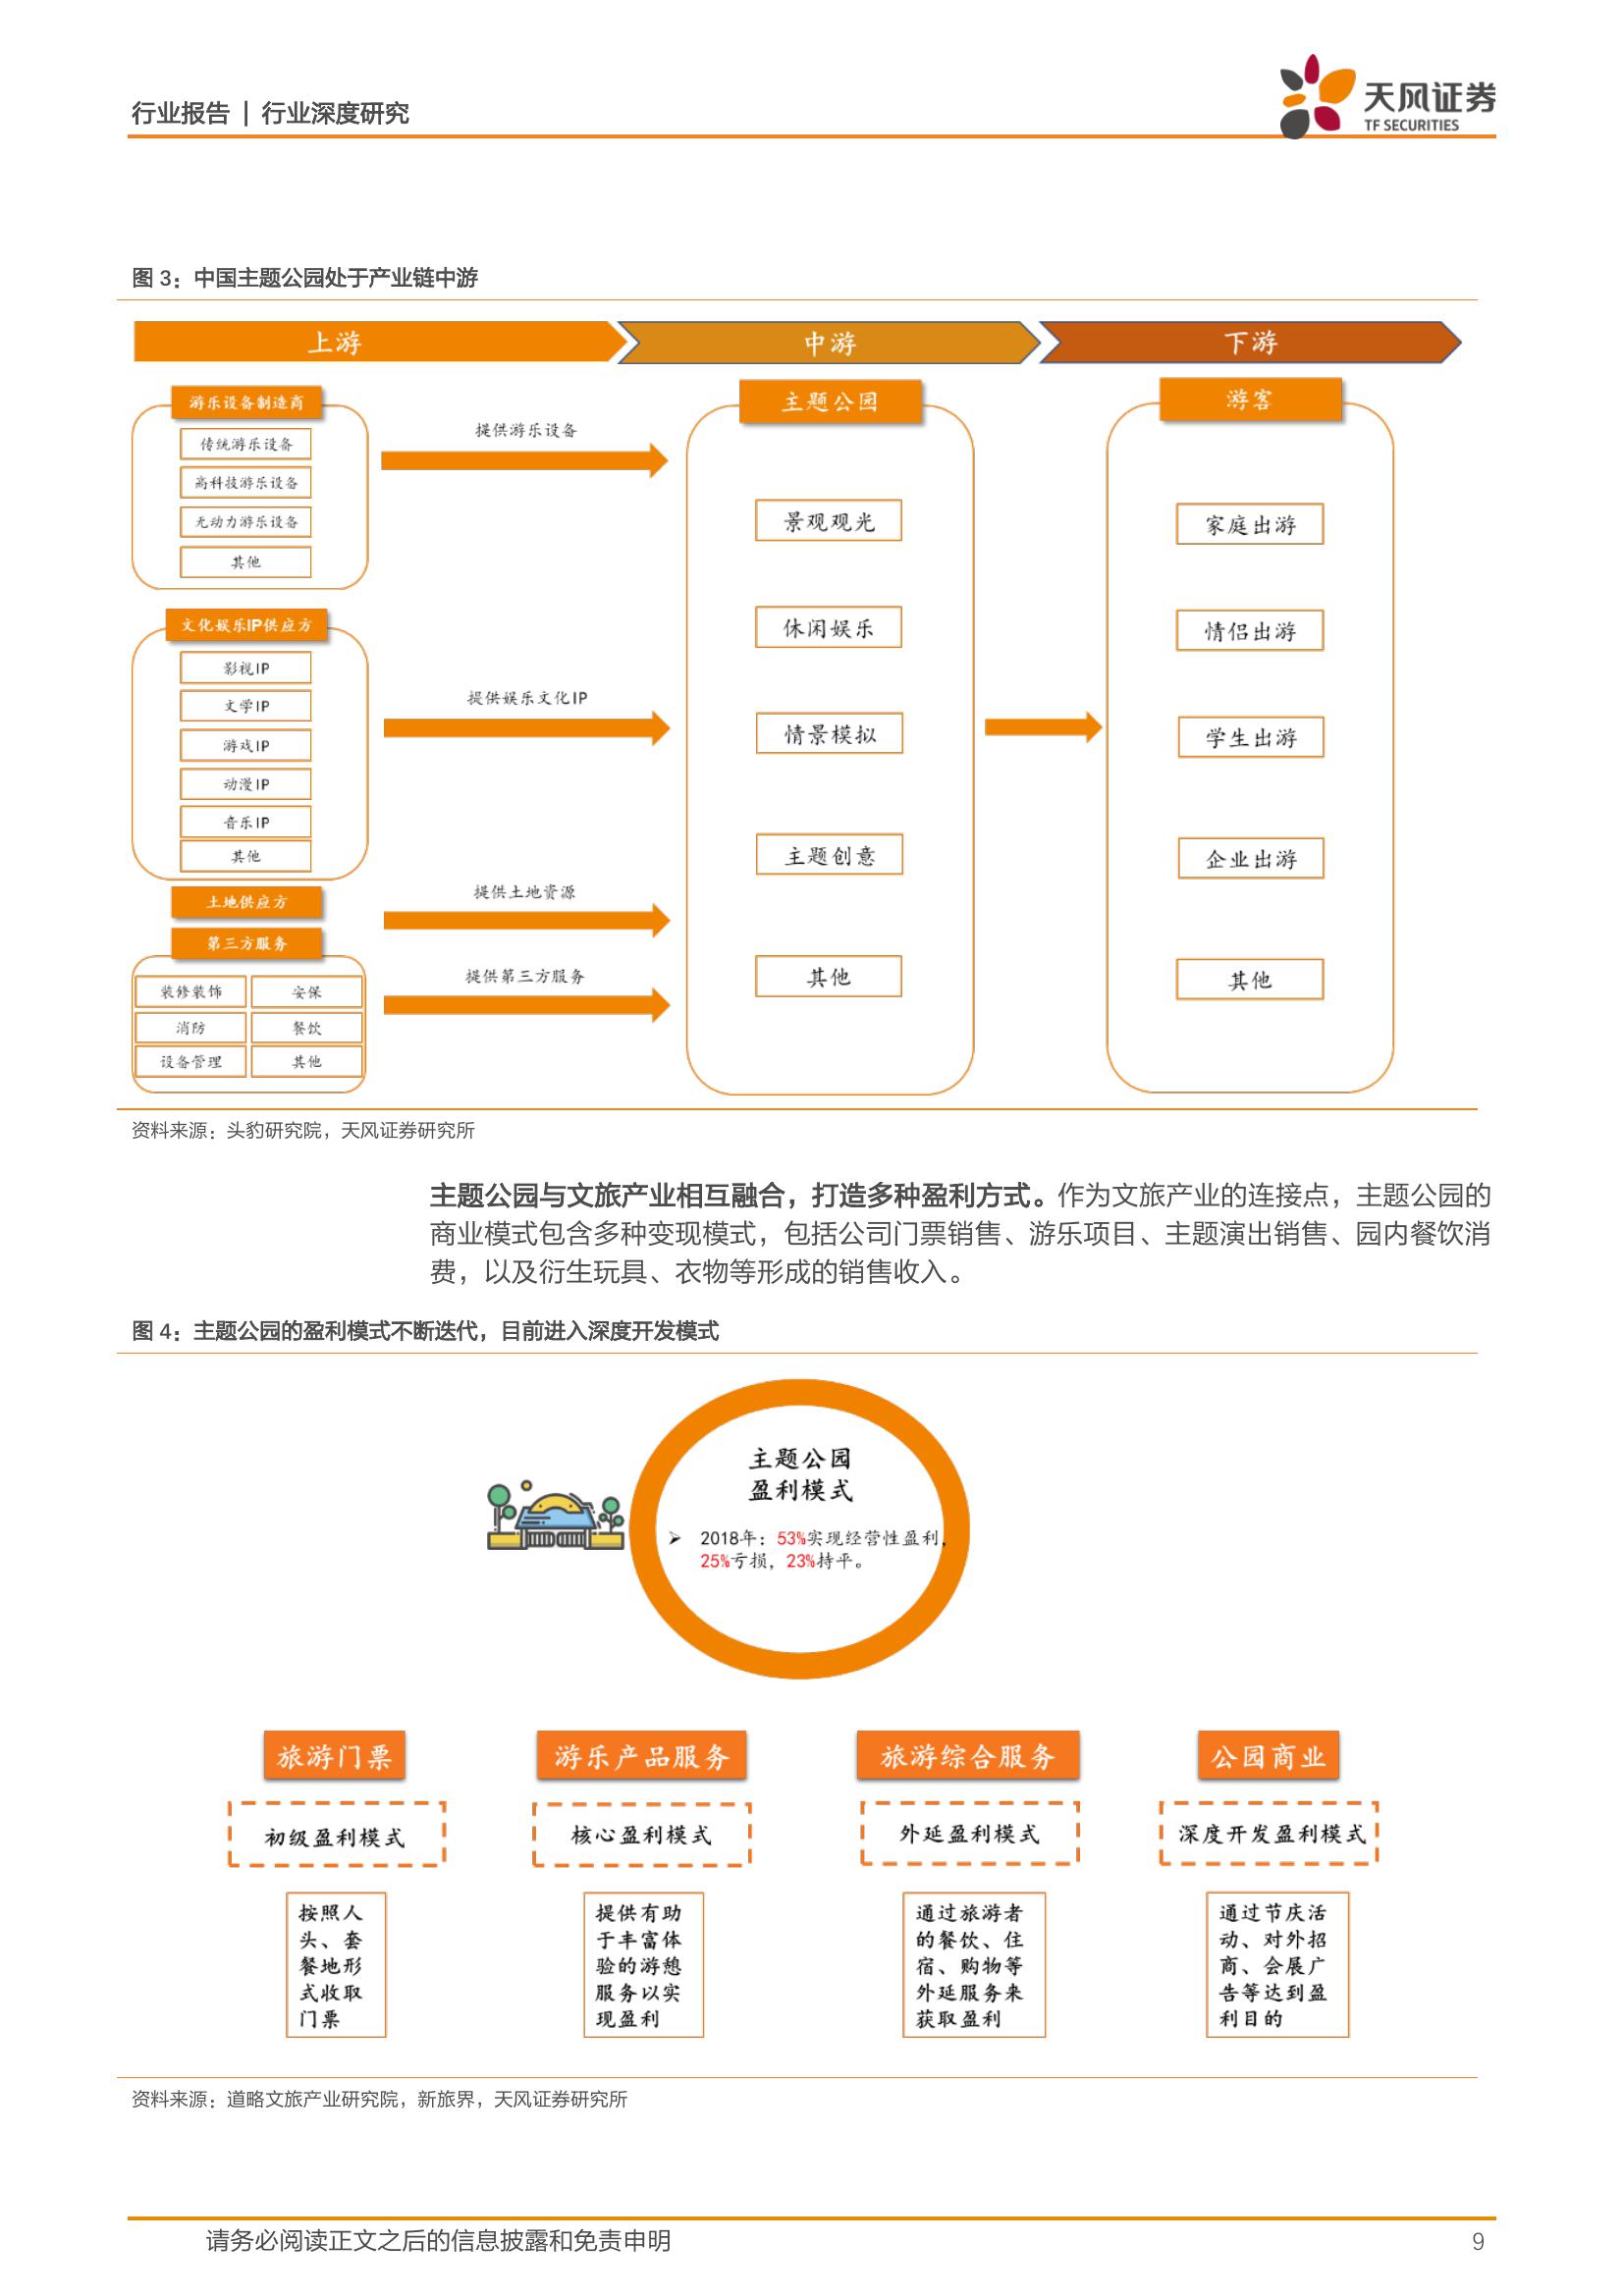 行业报告 | 行业深度研究
天风证券
TF SECURITIES
图 3：中国主题公园处于产业链中游
上游
中游
下游
游乐设备制造商
传统游乐设备
高科技游乐设备
无动力游乐设备
其他
文化娱乐IP供应方
影视IP
文学IP
游戏IP
动漫IP
音乐IP
其他
土地供应方
第三方服务
装修装饰
安保
消防
餐饮
设备管理
其他
提供游乐设备
提供娱乐文化IP
提供土地资源
提供第三方服务
主题公园
景观观光
休闲娱乐
情景模拟
主题创意
其他
游客
家庭出游
情侣出游
学生出游
企业出游
其他
资料来源：头豹研究院，天风证券研究所
主题公园与文旅产业相互融合，打造多种盈利方式。作为文旅产业的连接点，主题公园的
商业模式包含多种变现模式，包括公司门票销售、游乐项目、主题演出销售、园内餐饮消
费，以及衍生玩具、衣物等形成的销售收入。
图 4：主题公园的盈利模式不断迭代，目前进入深度开发模式
主题公园
盈利模式
➢ 2018年：53%实现经营性盈利，
25%亏损，23%持平。
旅游门票
初级盈利模式
按照人
头、套
餐地形
式收取
门票
游乐产品服务
核心盈利模式
提供有助
于丰富体
验的游憩
服务以实
现盈利
旅游综合服务
外延盈利模式
通过旅游者
的餐饮、住
宿、购物等
外延服务来
获取盈利
公园商业
深度开发盈利模式
通过节庆活
动、对外招
商、会展广
告等达到盈
利目的
资料来源：道略文旅产业研究院，新旅界，天风证券研究所
请务必阅读正文之后的信息披露和免责申明
9